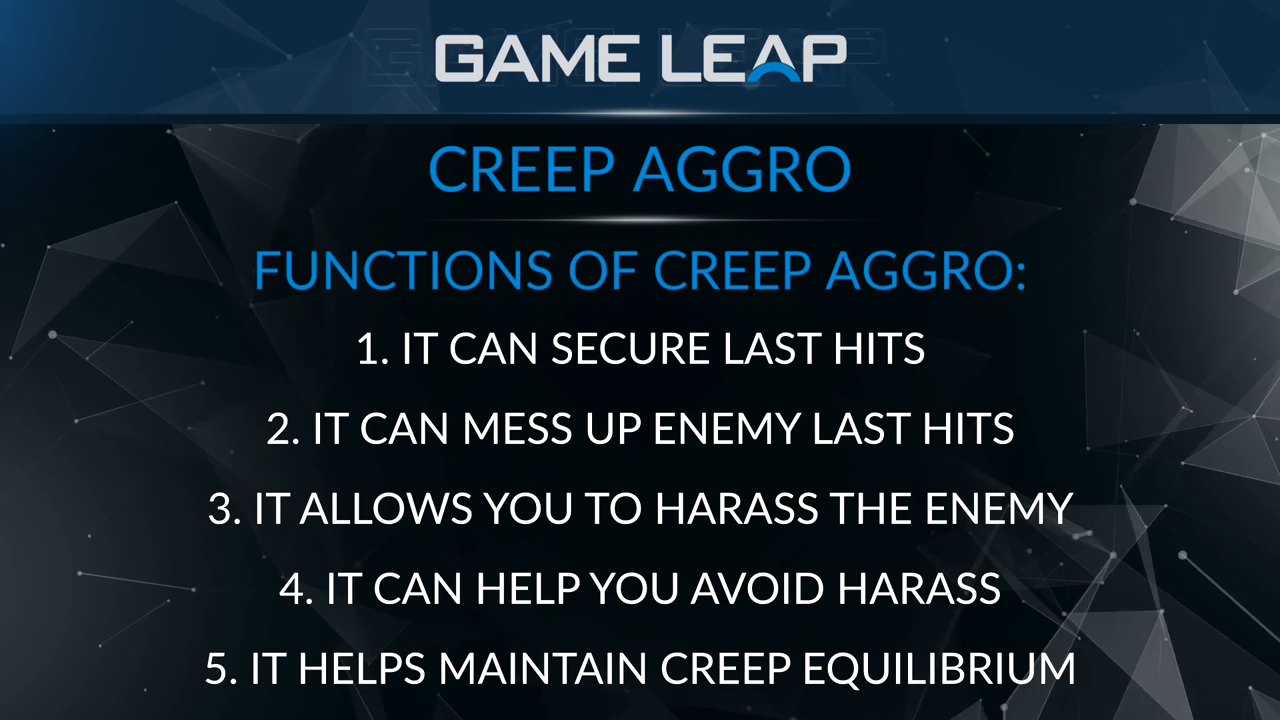 GAME LEAP
CREEP AGGRO
FUNCTIONS OF CREEP AGGRO:
1. IT CAN SECURE LAST HITS
2. IT CAN MESS UP ENEMY LAST HITS
3. IT ALLOWS YOU TO HARASS THE ENEMY
4. IT CAN HELP YOU AVOID HARASS
5. IT HELPS MAINTAIN CREEP EQUILIBRIUM